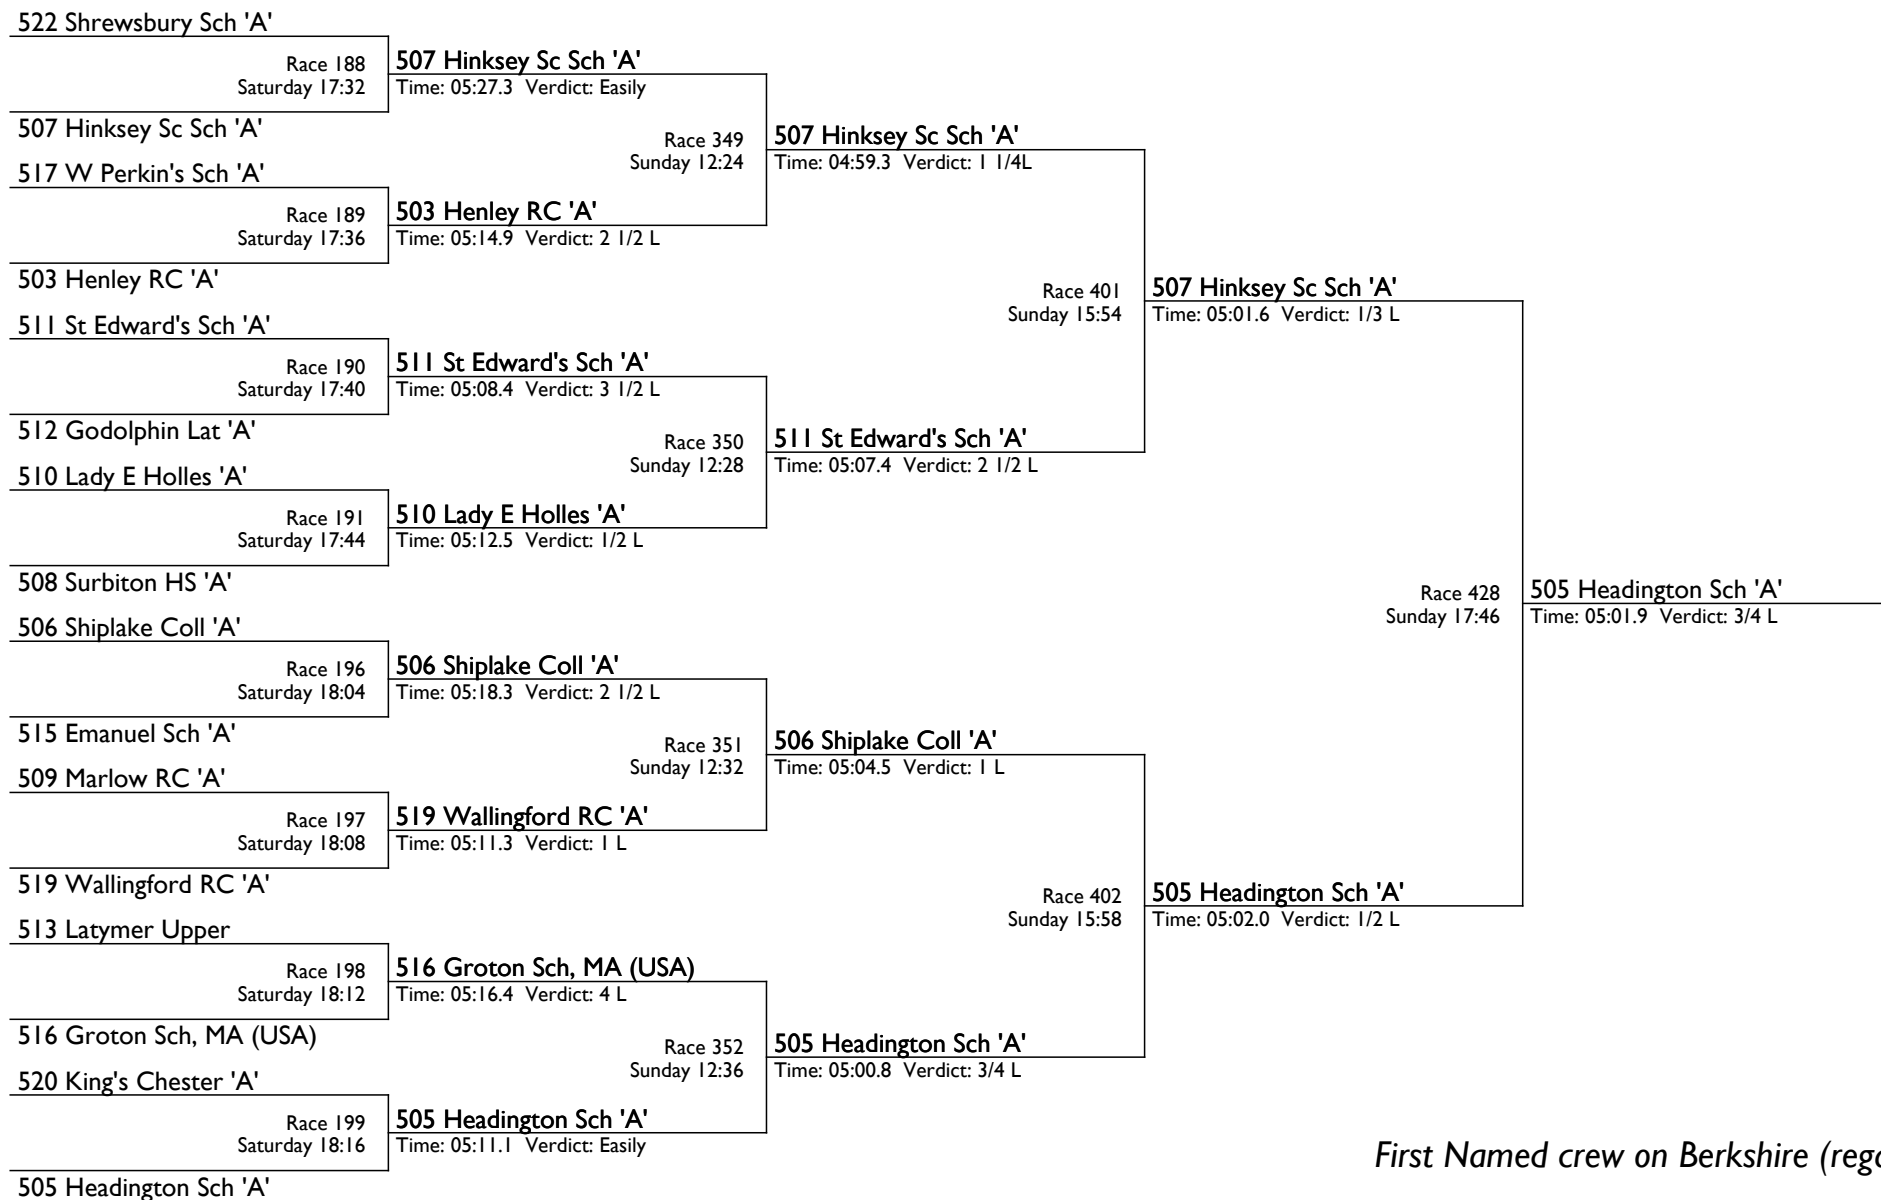 522 Shrewsbury Sch 'A'
Race 188
Saturday 17:32
507 Hinksey Sc Sch 'A'
Time: 05:27.3 Verdict: Easily
507 Hinksey Sc Sch 'A'
517 W Perkin's Sch 'A'
Race 349
Sunday 12:24
507 Hinksey Sc Sch 'A'
Time: 04:59.3 Verdict: 1 1/4L
Race 189
Saturday 17:36
503 Henley RC 'A'
Time: 05:14.9 Verdict: 2 1/2 L
503 Henley RC 'A'
511 St Edward's Sch 'A'
Race 401
Sunday 15:54
507 Hinksey Sc Sch 'A'
Time: 05:01.6 Verdict: 1/3 L
Race 190
Saturday 17:40
511 St Edward's Sch 'A'
Time: 05:08.4 Verdict: 3 1/2 L
512 Godolphin Lat 'A'
510 Lady E Holles 'A'
Race 350
Sunday 12:28
511 St Edward's Sch 'A'
Time: 05:07.4 Verdict: 2 1/2 L
Race 191
Saturday 17:44
510 Lady E Holles 'A'
Time: 05:12.5 Verdict: 1/2 L
508 Surbiton HS 'A'
506 Shiplake Coll 'A'
Race 428
Sunday 17:46
505 Headington Sch 'A'
Time: 05:01.9 Verdict: 3/4 L
Race 196
Saturday 18:04
506 Shiplake Coll 'A'
Time: 05:18.3 Verdict: 2 1/2 L
515 Emanuel Sch 'A'
509 Marlow RC 'A'
Race 351
Sunday 12:32
506 Shiplake Coll 'A'
Time: 05:04.5 Verdict: 1 L
Race 197
Saturday 18:08
519 Wallingford RC 'A'
Time: 05:11.3 Verdict: 1 L
519 Wallingford RC 'A'
513 Latymer Upper
Race 402
Sunday 15:58
505 Headington Sch 'A'
Time: 05:02.0 Verdict: 1/2 L
Race 198
Saturday 18:12
516 Groton Sch, MA (USA)
Time: 05:16.4 Verdict: 4 L
516 Groton Sch, MA (USA)
520 King's Chester 'A'
Race 352
Sunday 12:36
505 Headington Sch 'A'
Time: 05:00.8 Verdict: 3/4 L
Race 199
Saturday 18:16
505 Headington Sch 'A'
Time: 05:11.1 Verdict: Easily
505 Headington Sch 'A'
First Named crew on Berkshire